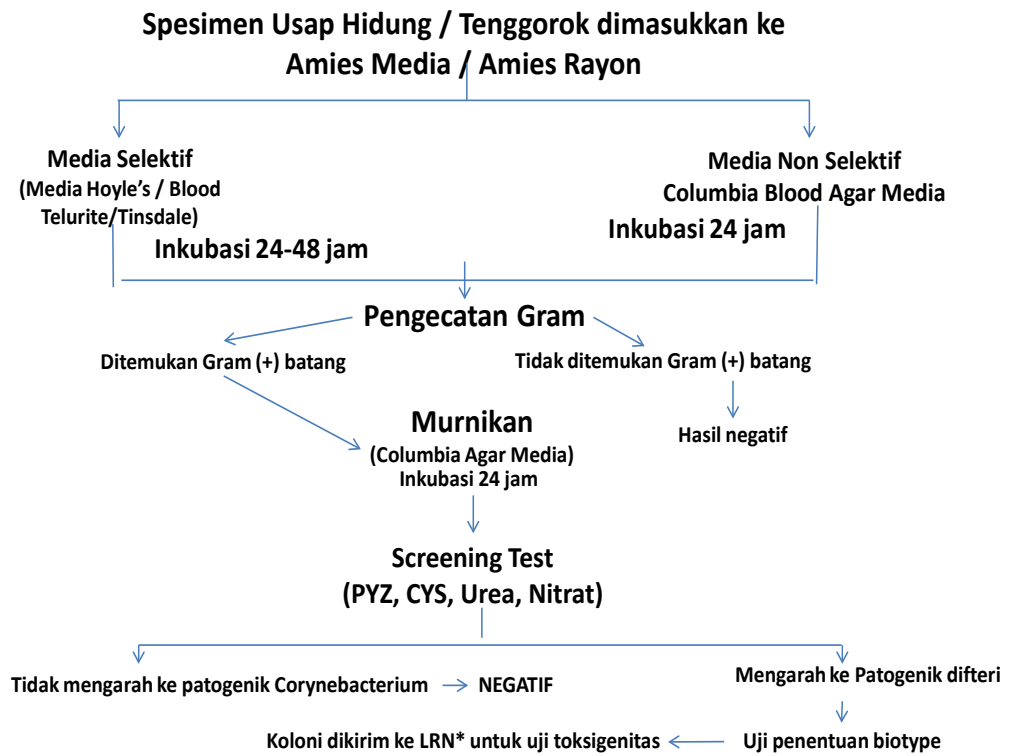 Spesimen Usap Hidung / Tenggorok dimasukkan ke
Amies Media / Amies Rayon
Media Selektif
(Media Hoyle's / Blood
Telurite/Tinsdale)
Inkubasi 24-48 jam
Media Non Selektif
Columbia Blood Agar Media
Inkubasi 24 jam
Pengecatan Gram
Ditemukan Gram (+) batang
Tidak ditemukan Gram (+) batang
Hasil negatif
Murnikan
(Columbia Agar Media)
Inkubasi 24 jam
Screening Test
(PYZ, CYS, Urea, Nitrat)
Tidak mengarah ke patogenik Corynebacterium
NEGATIF
Mengarah ke Patogenik difteri
Uji penentuan biotype
Koloni dikirim ke LRN* untuk uji toksigenitas